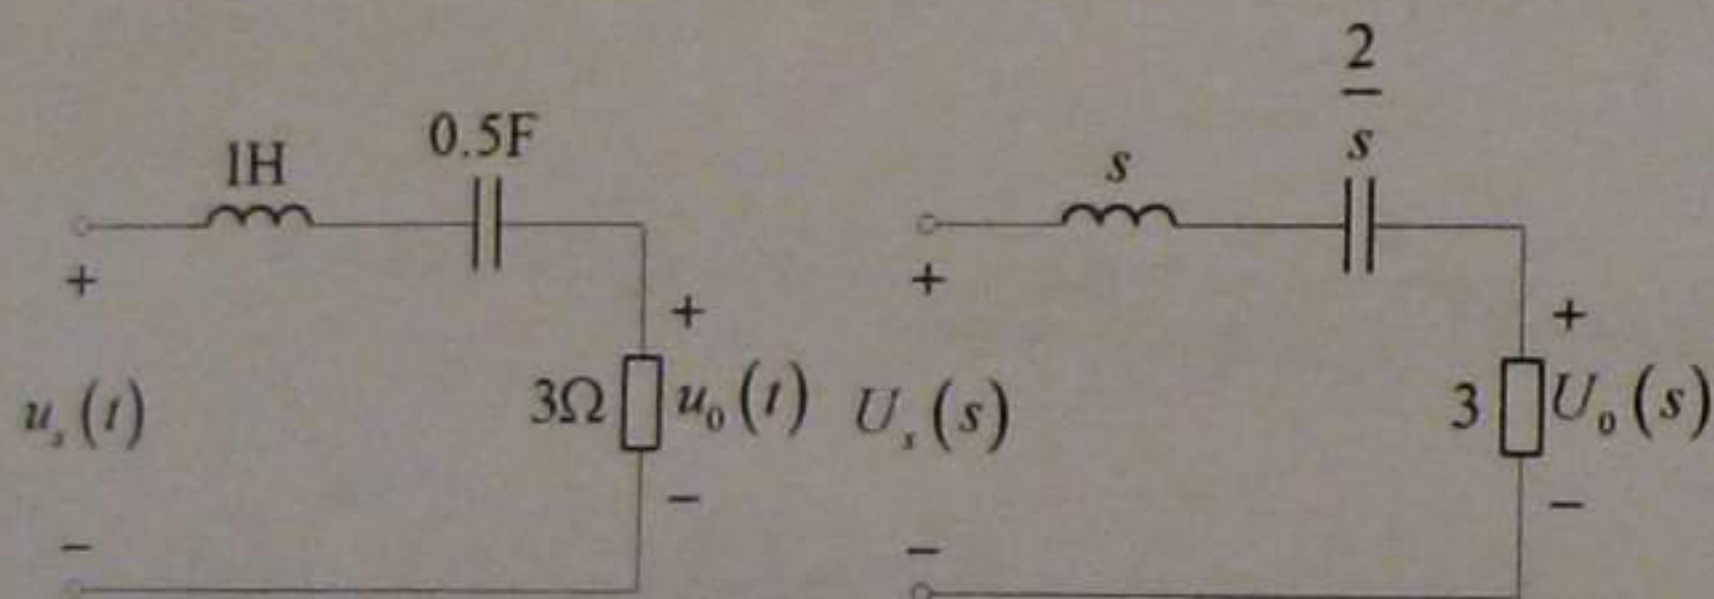 1H
0.5F
+
u_s(t)
−
3Ω
+
u_0(t)
−
s
2/s
+
U_s(s)
−
3
+
U_0(s)
−